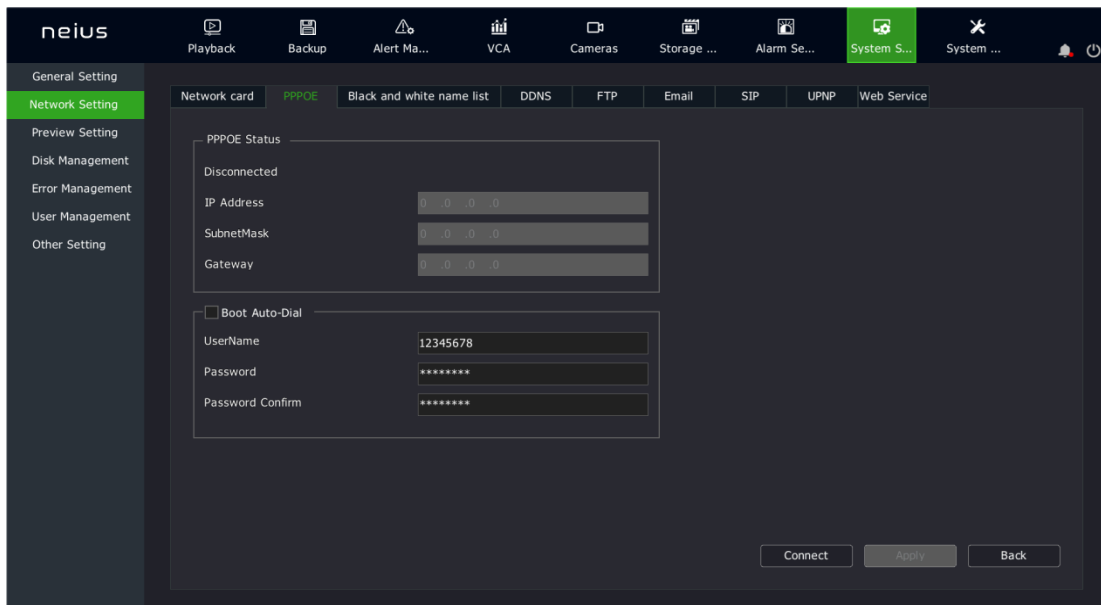 neius
Playback Backup Alert Ma... VCA Cameras Storage ... Alarm Se... System S... System ...
General Setting
Network Setting
Preview Setting
Disk Management
Error Management
User Management
Other Setting
Network card PPPOE Black and white name list DDNS FTP Email SIP UPNP Web Service
PPPOE Status
Disconnected
IP Address 0 .0 .0 .0
SubnetMask 0 .0 .0 .0
Gateway 0 .0 .0 .0
Boot Auto-Dial
UserName 12345678
Password ********
Password Confirm ********
Connect Apply Back